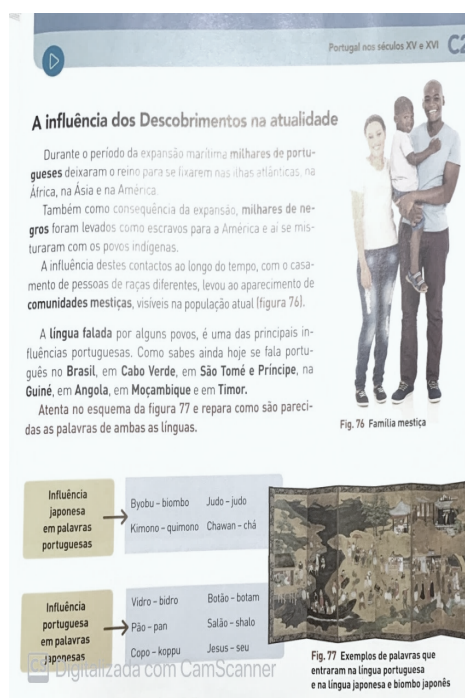 Portugal nos séculos XV e XVI C2
A influência dos Descobrimentos na atualidade
Durante o período da expansão marítima milhares de portu-
gueses deixaram o reino para se fixarem nas ilhas atlânticas, na
África, na Ásia e na América.
Também como consequência da expansão, milhares de ne-
gros foram levados como escravos para a América e aí se mis-
turaram com os povos indígenas.
A influência destes contactos ao longo do tempo, com o casa-
mento de pessoas de raças diferentes, levou ao aparecimento de
comunidades mestiças, visíveis na população atual (figura 76).
A língua falada por alguns povos, é uma das principais in-
fluências portuguesas. Como sabes ainda hoje se fala portu-
guês no Brasil, em Cabo Verde, em São Tomé e Príncipe, na
Guiné, em Angola, em Moçambique e em Timor.
Atenta no esquema da figura 77 e repara como são pareci-
das as palavras de ambas as línguas.
Fig. 76 Família mestiça
Influência
japonesa
em palavras
portuguesas
Byobu – biombo Judo – judo
Kimono – quimono Chawan – chá
Influência
portuguesa
em palavras
japonesas
Vidro – bidro Botão – botam
Pão – pan Salão – shalo
Copo – koppu Jesus – seu
Fig. 77 Exemplos de palavras que
entraram na língua portuguesa
e na língua japonesa e biombo japonês
CS Digitalizada com CamScanner